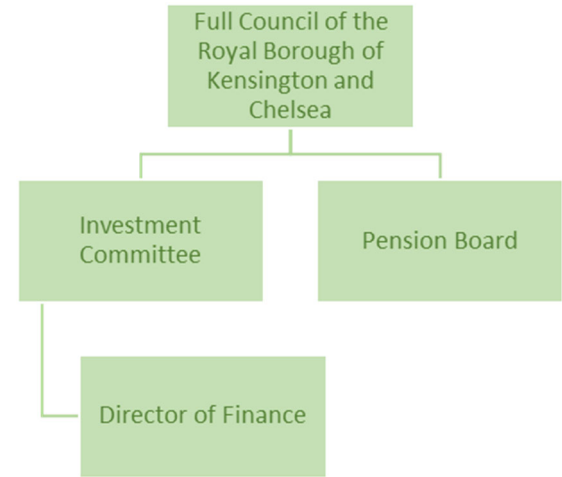 Full Council of the
Royal Borough of
Kensington and
Chelsea
Investment
Committee
Pension Board
Director of Finance